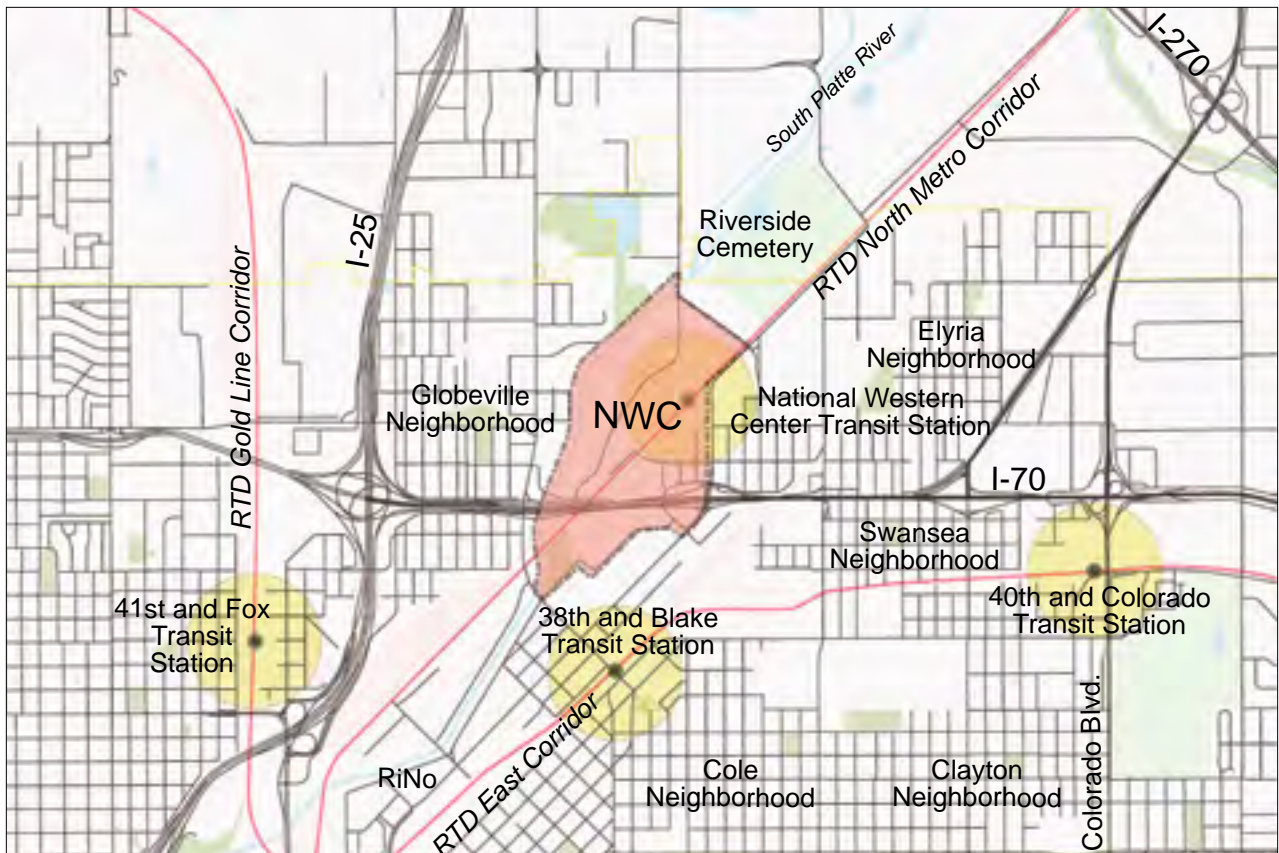 I-270
South Platte River
RTD North Metro Corridor
I-25
Riverside
Cemetery
RTD Gold Line Corridor
Elyria
Neighborhood
Globeville
Neighborhood
NWC
National Western
Center Transit Station
I-70
Swansea
Neighborhood
41st and Fox
Transit
Station
38th and Blake
Transit Station
40th and Colorado
Transit Station
RTD East Corridor
RiNo
Cole
Neighborhood
Clayton
Neighborhood
Colorado Blvd.